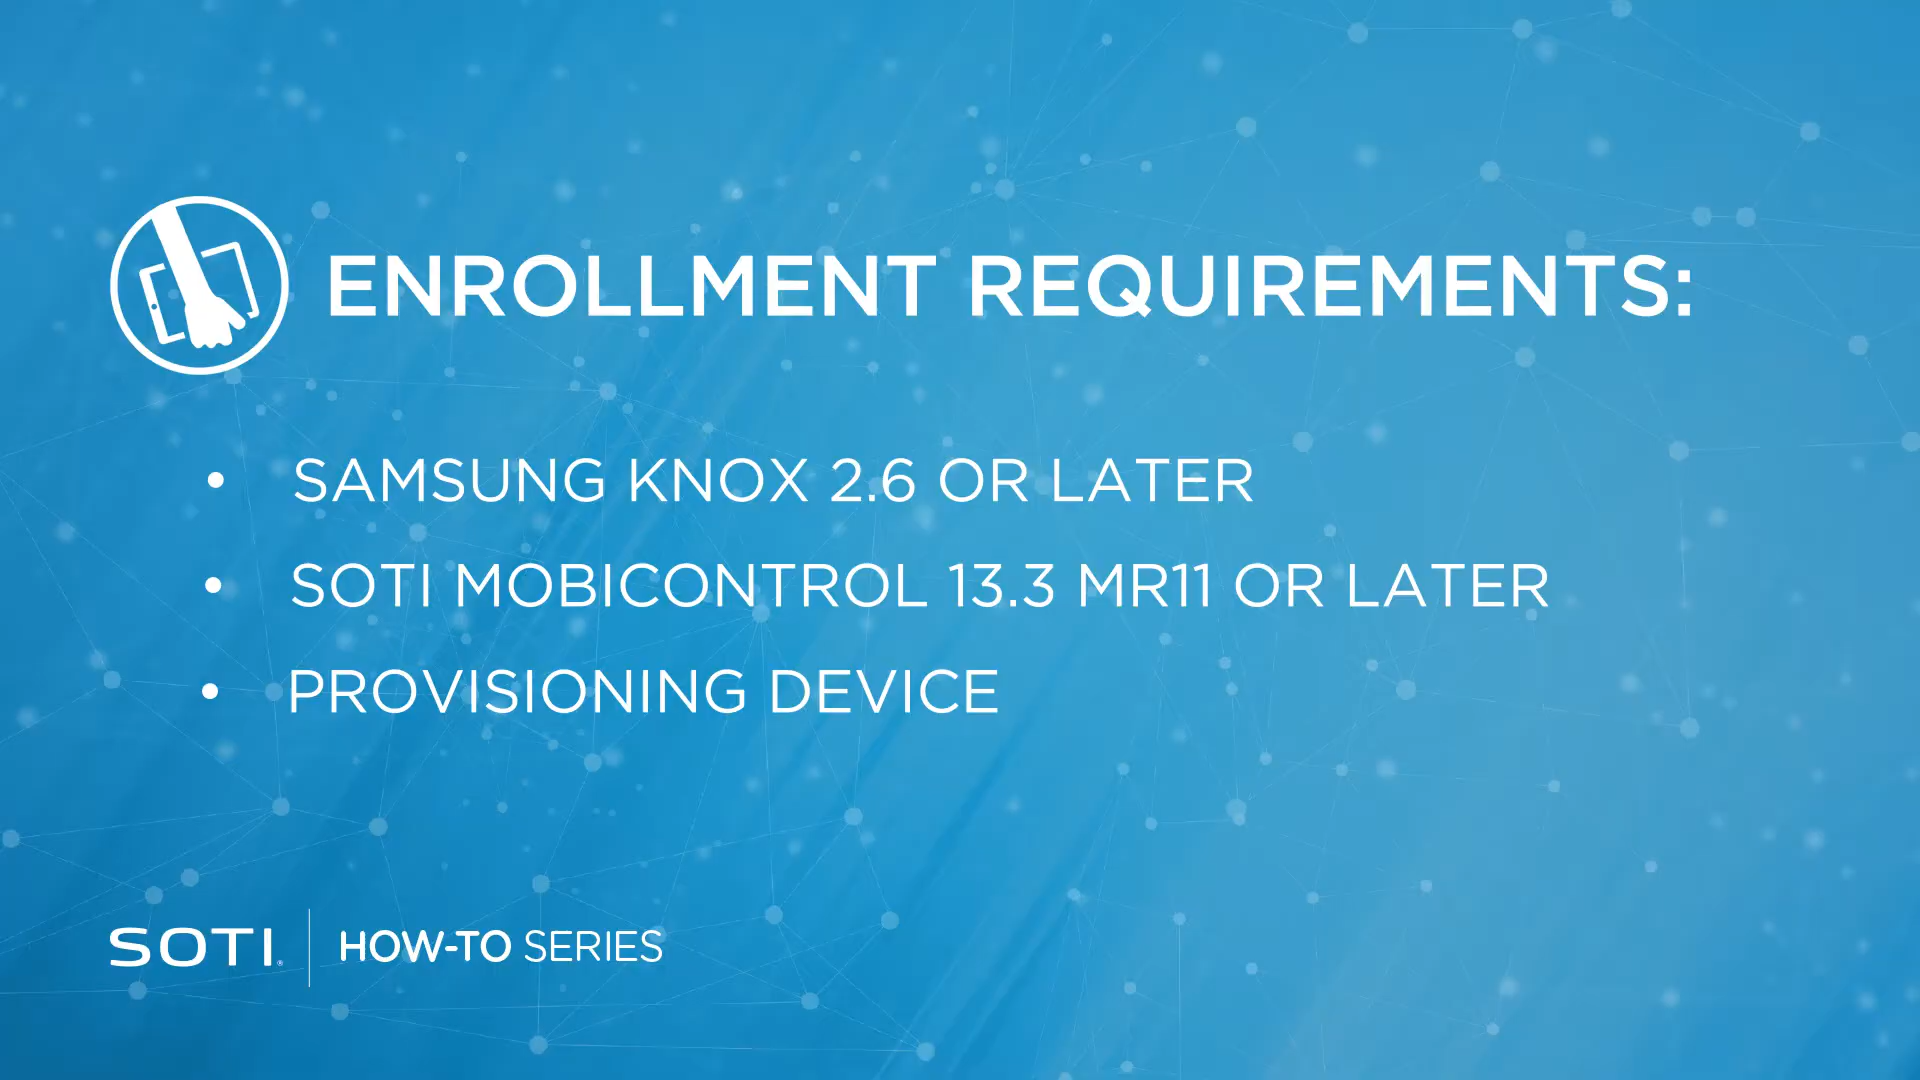 ENROLLMENT REQUIREMENTS:
• SAMSUNG KNOX 2.6 OR LATER
• SOTI MOBICONTROL 13.3 MR11 OR LATER
• PROVISIONING DEVICE
SOTI® | HOW-TO SERIES